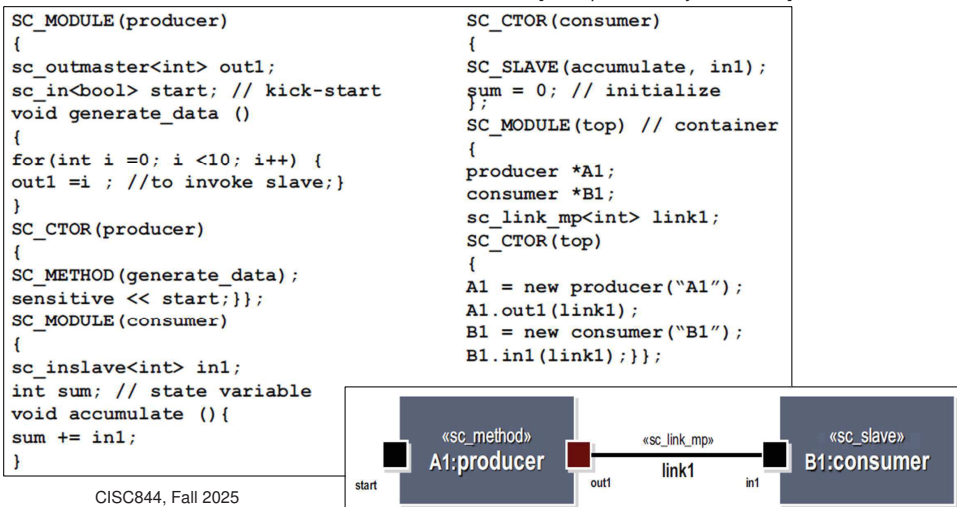 SC_MODULE(producer)
{
sc_outmaster<int> out1;
sc_in<bool> start; // kick-start
void generate_data ()
{
for(int i =0; i <10; i++) {
out1 =i ; //to invoke slave;}
}
SC_CTOR(producer)
{
SC_METHOD(generate_data);
sensitive << start;}};
SC_MODULE(consumer)
{
sc_inslave<int> in1;
int sum; // state variable
void accumulate (){
sum += in1;
}
SC_CTOR(consumer)
{
SC_SLAVE(accumulate, in1);
sum = 0; // initialize
};
SC_MODULE(top) // container
{
producer *A1;
consumer *B1;
sc_link_mp<int> link1;
SC_CTOR(top)
{
A1 = new producer(“A1”);
A1.out1(link1);
B1 = new consumer(“B1”);
B1.in1(link1);}};
«sc_method»
A1:producer
start
out1
«sc_link_mp»
link1
in1
«sc_slave»
B1:consumer
CISC844, Fall 2025